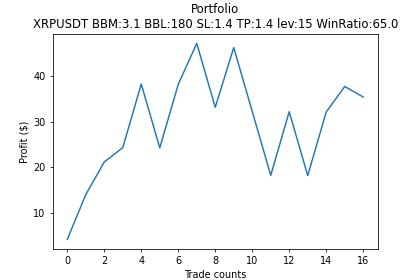 Portfolio
XRPUSDT BBM:3.1 BBL:180 SL:1.4 TP:1.4 lev:15 WinRatio:65.0
Profit ($)
40
30
20
10
0 2 4 6 8 10 12 14 16
Trade counts